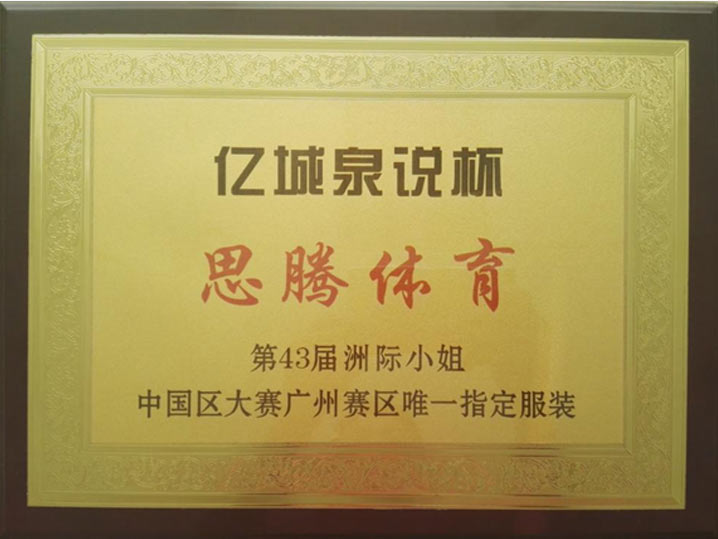 亿城泉说杯
思腾体育
第43届洲际小姐
中国区大赛广州赛区唯一指定服装